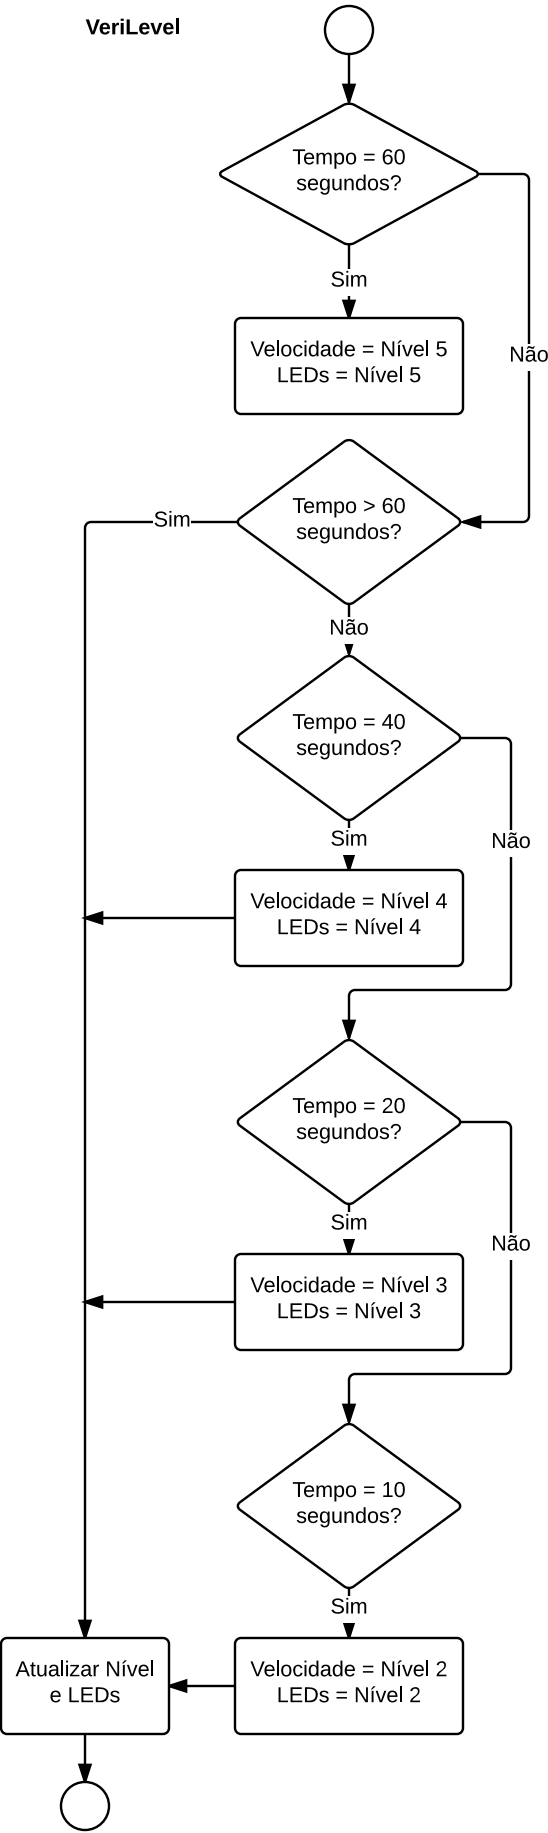 VeriLevel
Tempo = 60
segundos?
Sim
Velocidade = Nível 5
LEDs = Nível 5
Não
Tempo > 60
segundos?
Sim
Não
Tempo = 40
segundos?
Sim
Não
Velocidade = Nível 4
LEDs = Nível 4
Tempo = 20
segundos?
Sim
Não
Velocidade = Nível 3
LEDs = Nível 3
Tempo = 10
segundos?
Sim
Atualizar Nível
e LEDs
Velocidade = Nível 2
LEDs = Nível 2